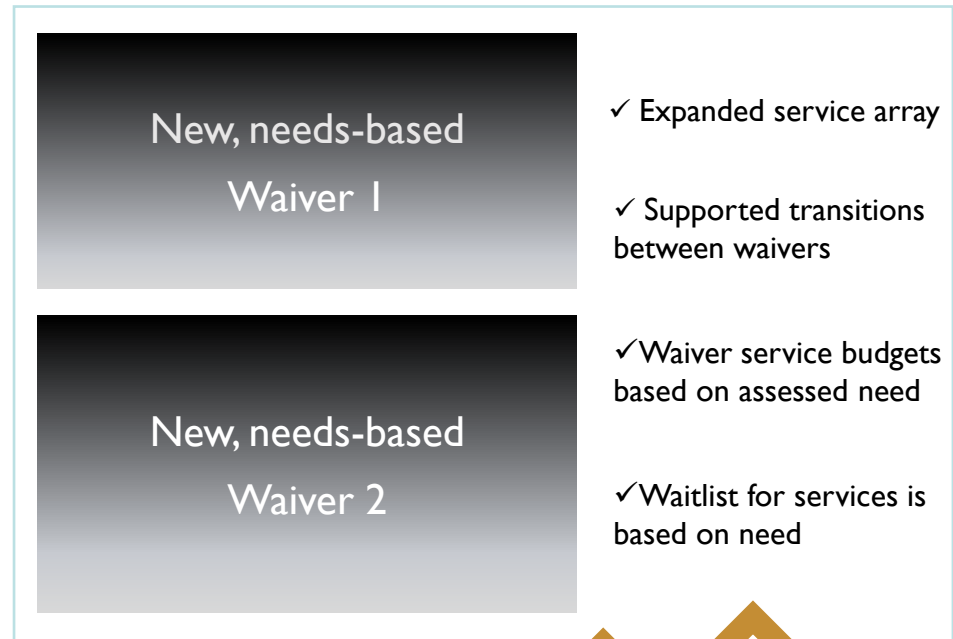 New, needs-based
Waiver 1
✓ Expanded service array
✓ Supported transitions
between waivers
New, needs-based
Waiver 2
✓Waiver service budgets
based on assessed need
✓Waitlist for services is
based on need